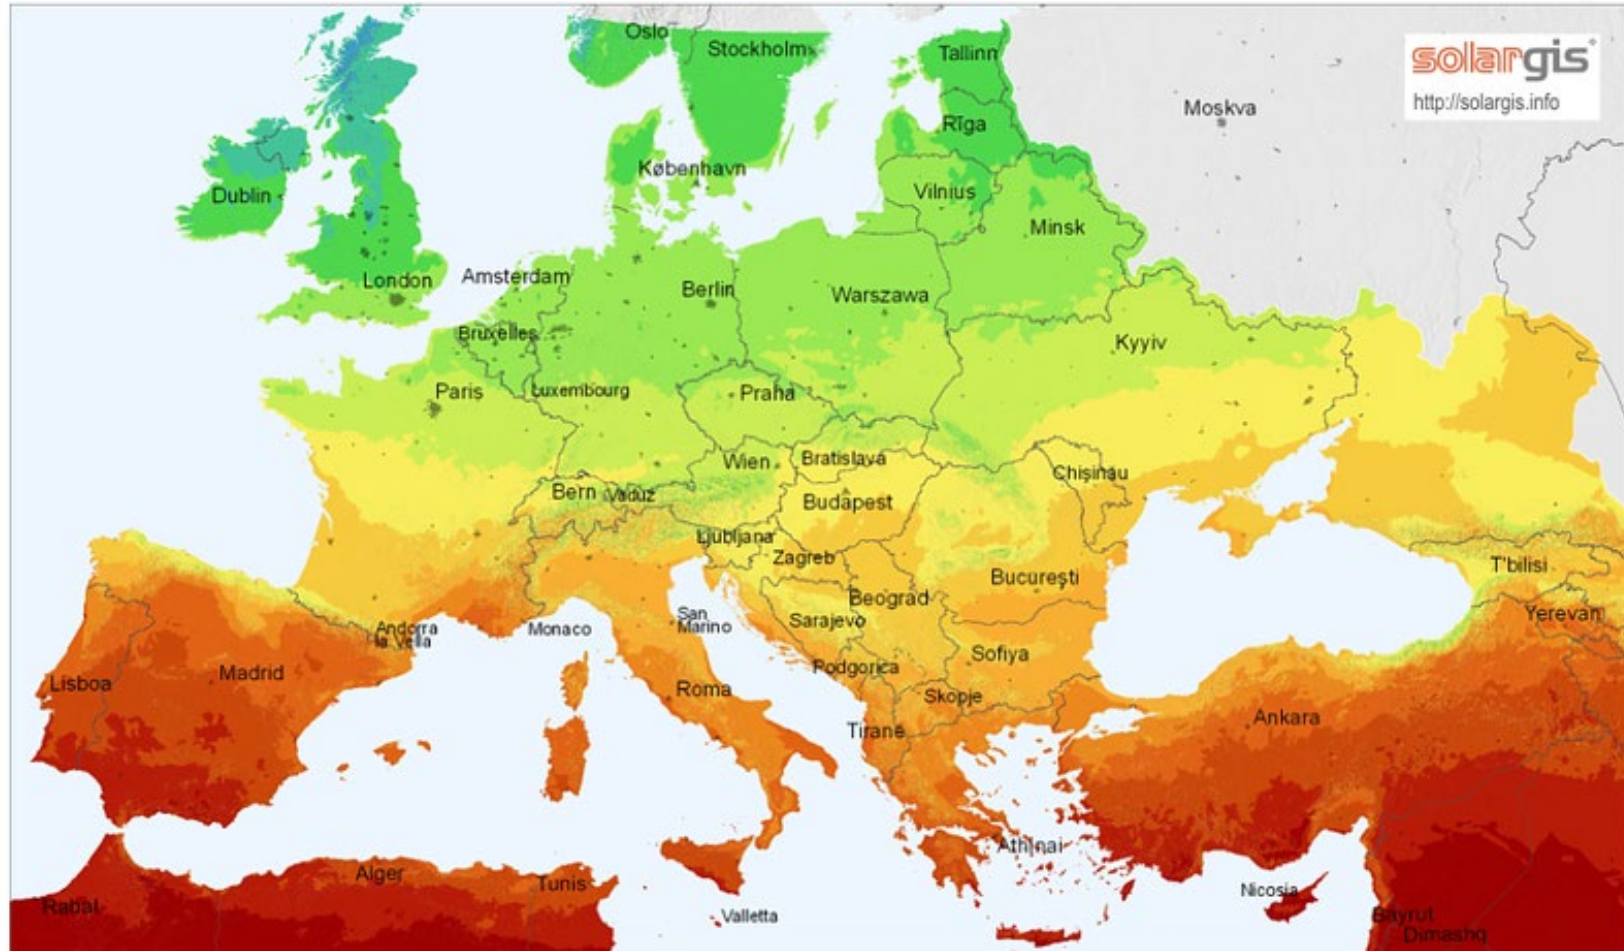 Oslo
Stockholm
Tallinn
solargis
http://solargis.info
Moskva
Rīga
København
Dublin
Vilnius
Minsk
London
Amsterdam
Berlin
Warszawa
Bruxelles
Kyyiv
Paris
Luxembourg
Praha
Wien
Bratislava
Chişinău
Bern
Vaduz
Budapest
Ljubljana
Zagreb
T'bilisi
Bucureşti
Beograd
Yerevan
San
Marino
Sarajevo
Andorra
la Vella
Monaco
Madrid
Lisboa
Podgorica
Sofiya
Roma
Skopje
Ankara
Tirane
Athinai
Alger
Tunis
Nicosia
Rabat
Valletta
Bayrut
Dimashq